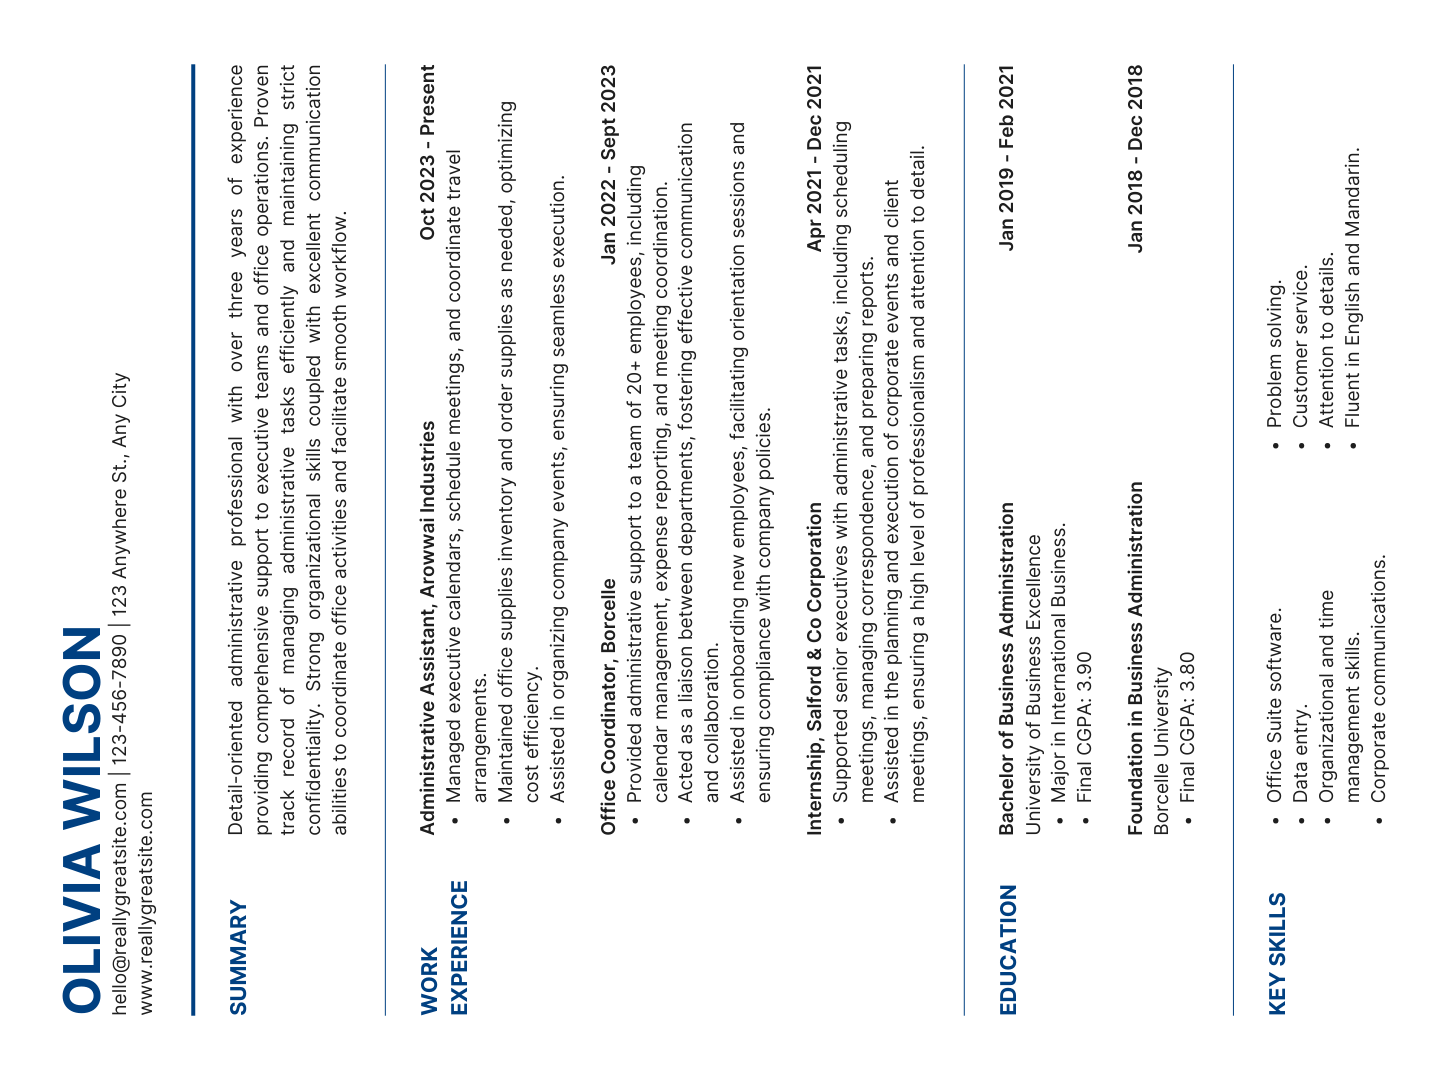 OLIVIA WILSON
hello@reallygreatsite.com | 123-456-7890 | 123 Anywhere St., Any City
www.reallygreatsite.com
SUMMARY
Detail-oriented administrative professional with over three years of experience
providing comprehensive support to executive teams and office operations. Proven
track record of managing administrative tasks efficiently and maintaining strict
confidentiality. Strong organizational skills coupled with excellent communication
abilities to coordinate office activities and facilitate smooth workflow.
WORK
EXPERIENCE
Administrative Assistant, Arowwai Industries Oct 2023 - Present
• Managed executive calendars, schedule meetings, and coordinate travel
arrangements.
• Maintained office supplies inventory and order supplies as needed, optimizing
cost efficiency.
• Assisted in organizing company events, ensuring seamless execution.
Office Coordinator, Borcelle Jan 2022 - Sept 2023
• Provided administrative support to a team of 20+ employees, including
calendar management, expense reporting, and meeting coordination.
• Acted as a liaison between departments, fostering effective communication
and collaboration.
• Assisted in onboarding new employees, facilitating orientation sessions and
ensuring compliance with company policies.
Internship, Salford & Co Corporation Apr 2021 - Dec 2021
• Supported senior executives with administrative tasks, including scheduling
meetings, managing correspondence, and preparing reports.
• Assisted in the planning and execution of corporate events and client
meetings, ensuring a high level of professionalism and attention to detail.
EDUCATION
Bachelor of Business Administration Jan 2019 - Feb 2021
University of Business Excellence
• Major in International Business.
• Final CGPA: 3.90
Foundation in Business Administration Jan 2018 - Dec 2018
Borcelle University
• Final CGPA: 3.80
KEY SKILLS
• Office Suite software.
• Data entry.
• Organizational and time
management skills.
• Corporate communications.
• Problem solving.
• Customer service.
• Attention to details.
• Fluent in English and Mandarin.